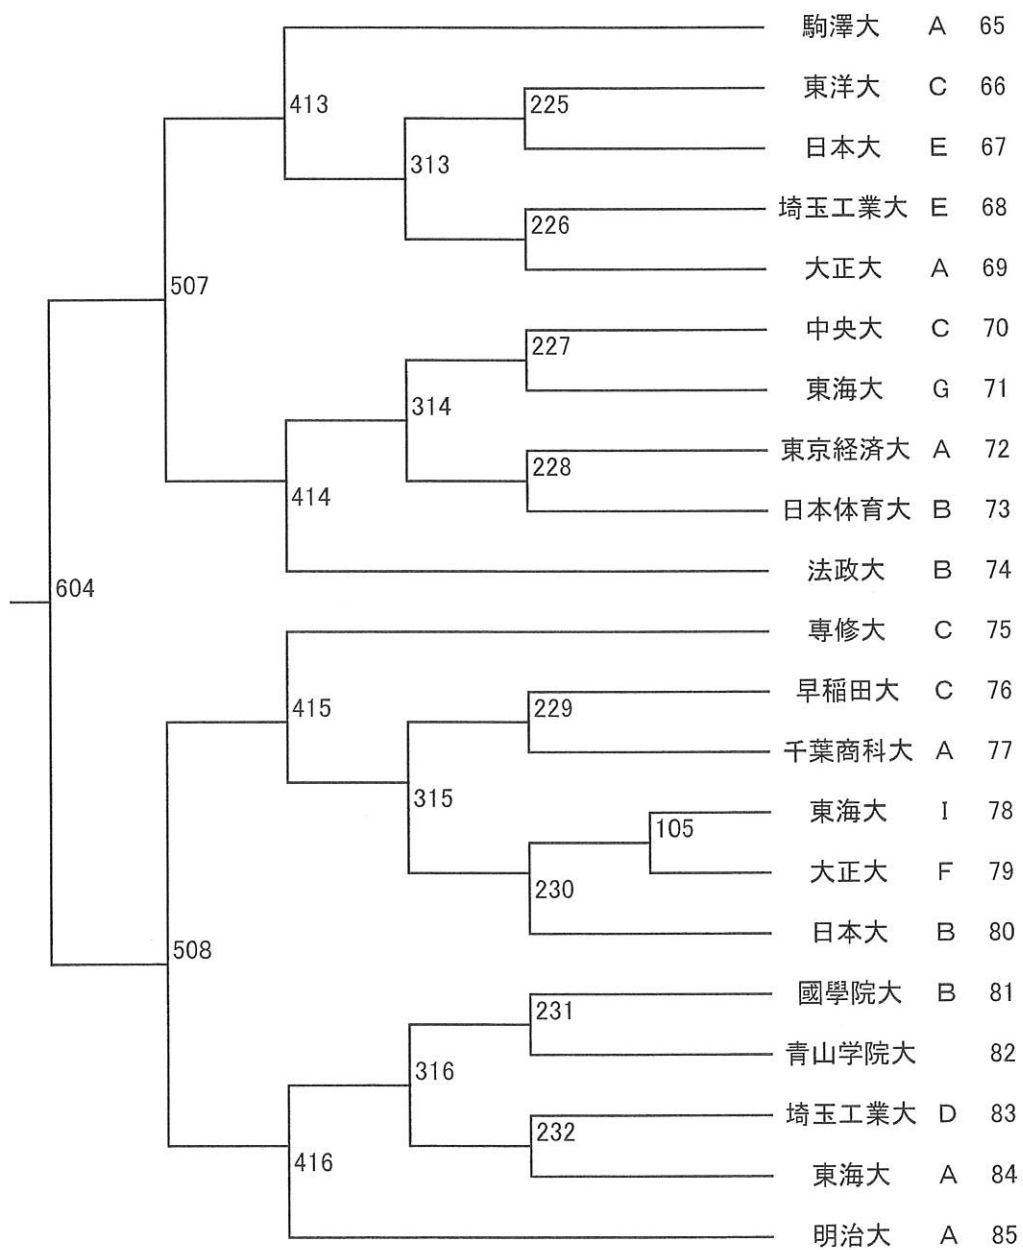 駒澤大 A 65
413
東洋大 C 66
225
日本大 E 67
313
埼玉工業大 E 68
226
大正大 A 69
507
中央大 C 70
227
東海大 G 71
314
東京経済大 A 72
228
414
日本体育大 B 73
法政大 B 74
604
専修大 C 75
早稲田大 C 76
415
229
千葉商科大 A 77
315
東海大 I 78
105
大正大 F 79
230
日本大 B 80
508
國學院大 B 81
231
青山学院大 82
316
埼玉工業大 D 83
232
416
東海大 A 84
明治大 A 85